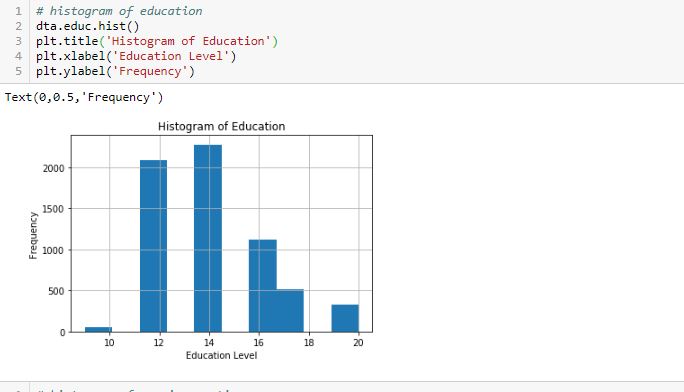 1 # histogram of education
2 dta.educ.hist()
3 plt.title('Histogram of Education')
4 plt.xlabel('Education Level')
5 plt.ylabel('Frequency')
Text(0,0.5,'Frequency')
Histogram of Education
2000
1500
1000
500
0
Frequency
10 12 14 16 18 20
Education Level